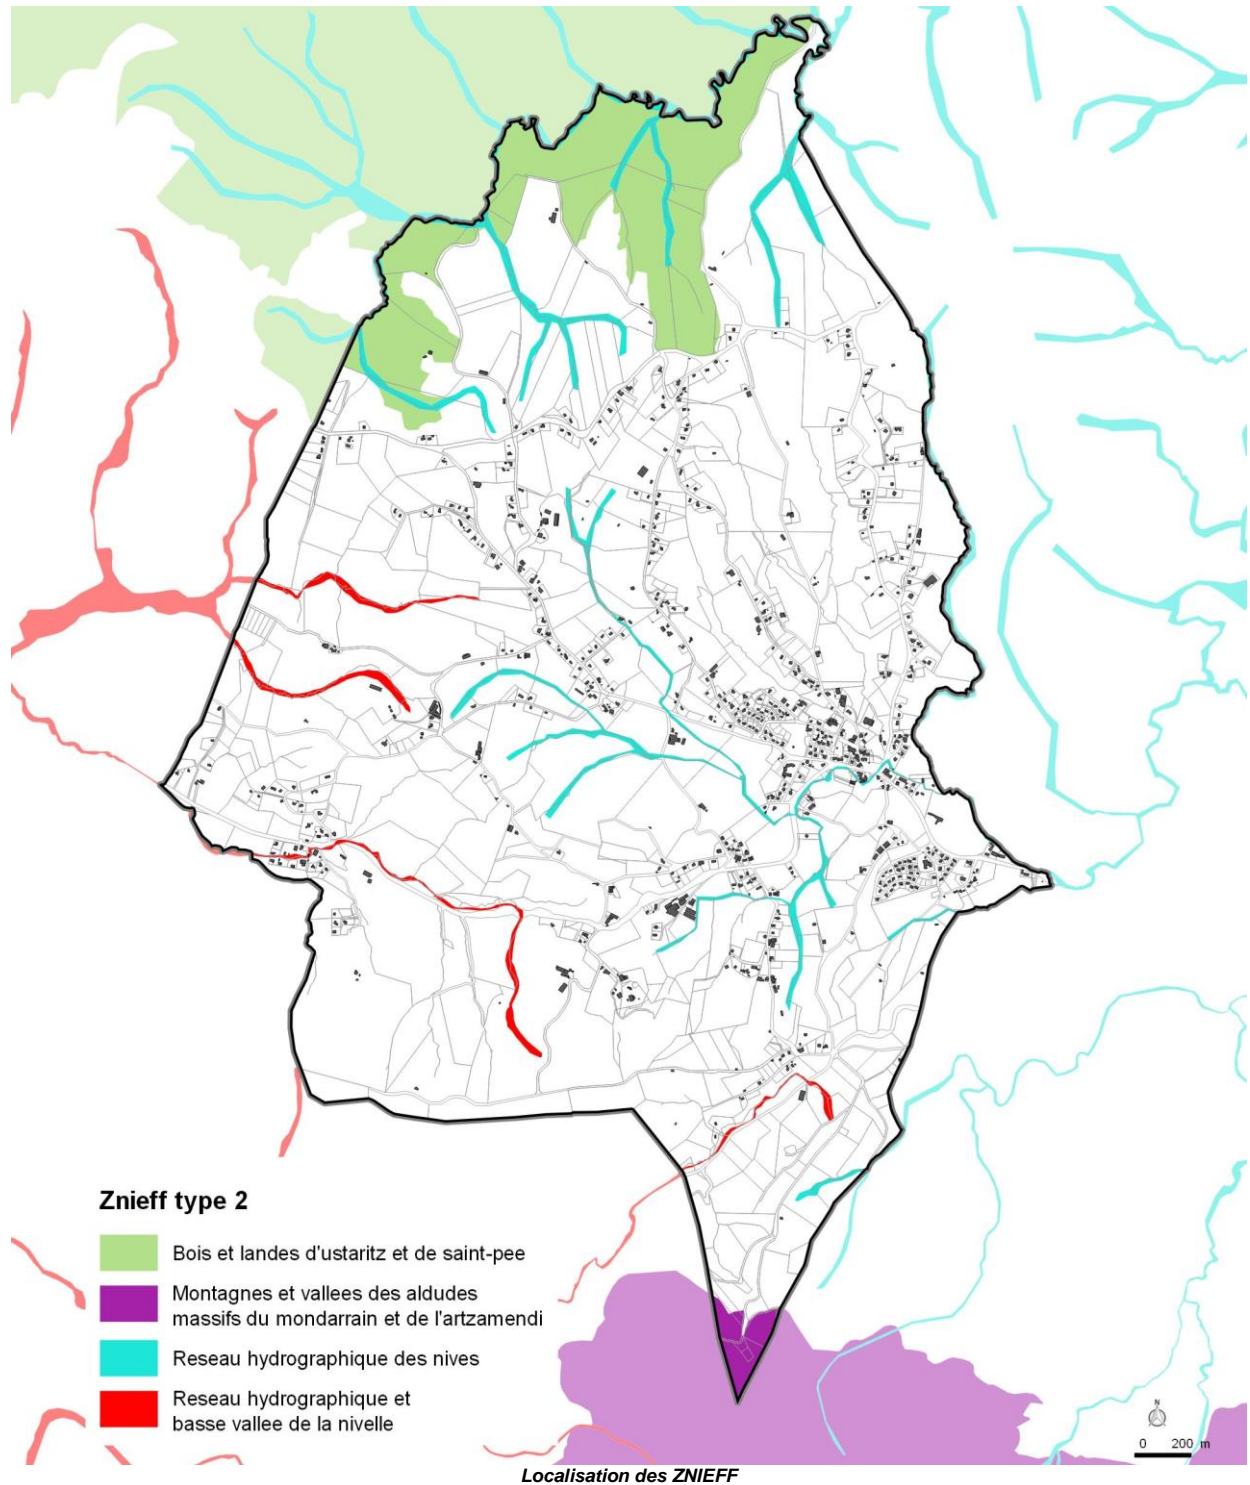 Znieff type 2
Bois et landes d'ustaritz et de saint-pee
Montagnes et vallees des aldudes
massifs du mondarrain et de l'artzamendi
Reseau hydrographique des nives
Reseau hydrographique et
basse vallee de la nivelle
N
0 200 m
Localisation des ZNIEFF